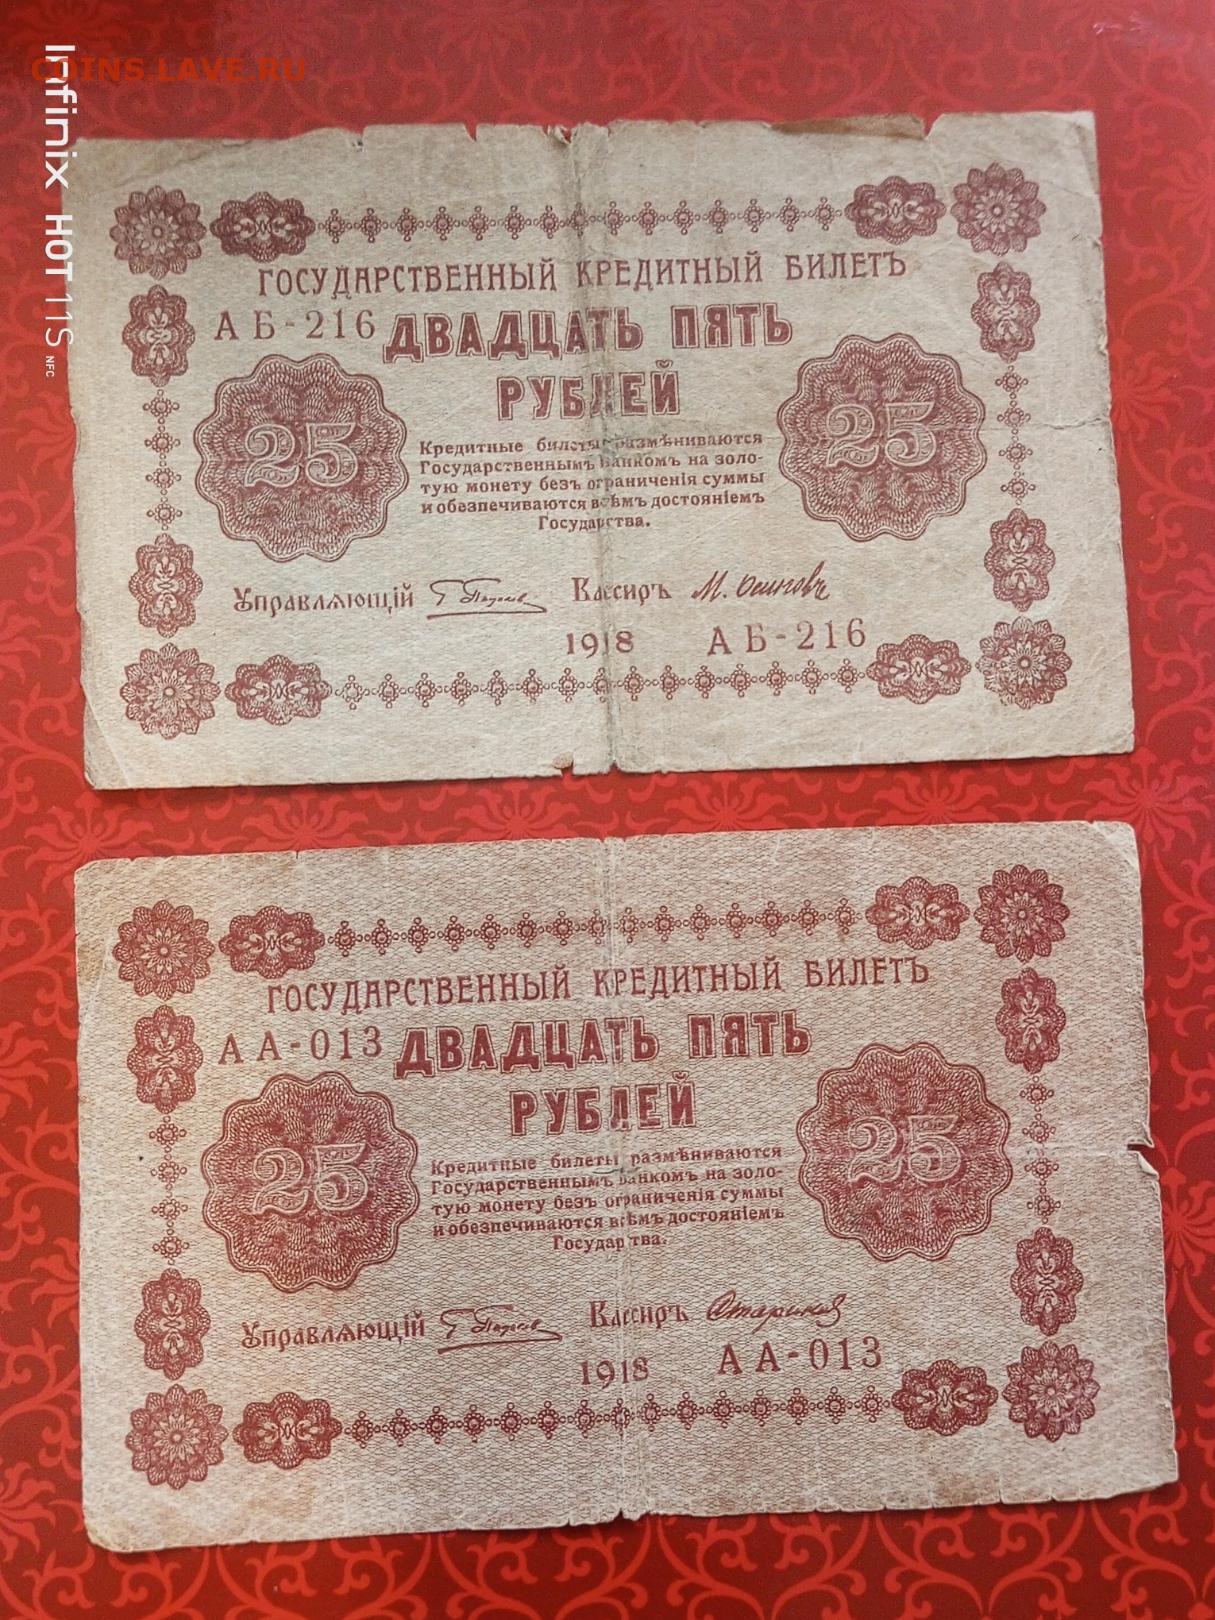 COINS.LAVE.RU
Infinix HOT 11S NFC
ГОСУДАРСТВЕННЫЙ КРЕДИТНЫЙ БИЛЕТЪ
АБ-216 ДВАДЦАТЬ ПЯТЬ
РУБЛЕЙ
25
25
Кредитные билеты размѣниваются
Государственнымъ Банкомъ на золо-
тую монету безъ ограниченія суммы
и обезпечиваются всѣмъ достояніемъ
Государства.
Управляющій Кассиръ М. Осиповъ
1918 АБ-216
ГОСУДАРСТВЕННЫЙ КРЕДИТНЫЙ БИЛЕТЪ
АА-013 ДВАДЦАТЬ ПЯТЬ
РУБЛЕЙ
25
25
Кредитные билеты размѣниваются
Государственнымъ Банкомъ на золо-
тую монету безъ ограниченія суммы
и обезпечиваются всѣмъ достояніемъ
Государства.
Управляющій Кассиръ
1918 АА-013